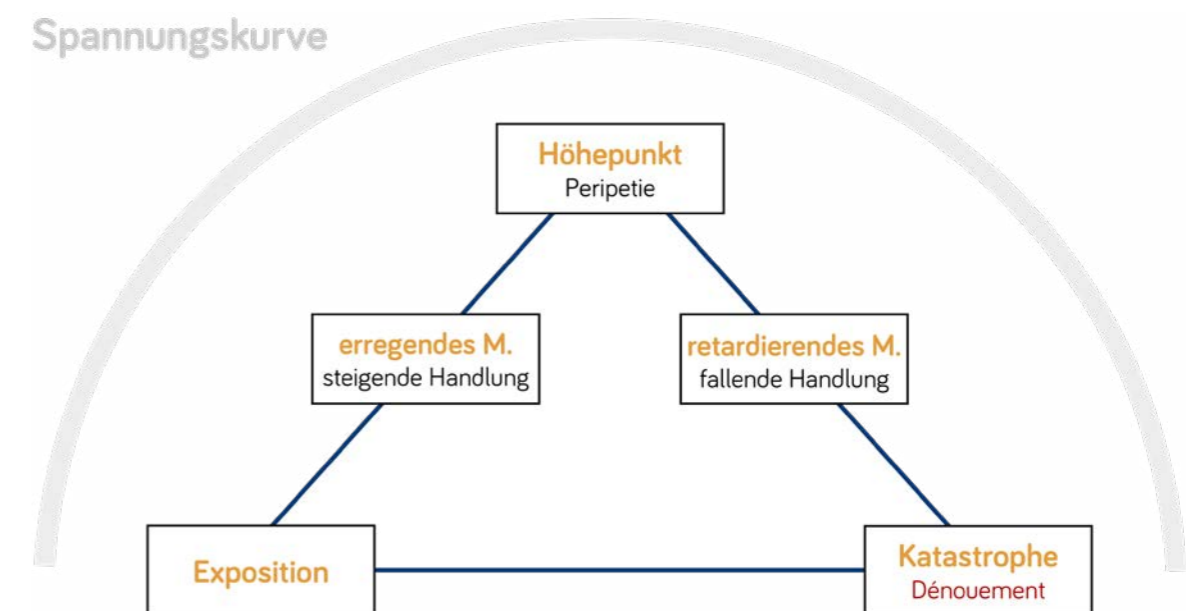 Spannungskurve
Höhepunkt
Peripetie
erregendes M.
steigende Handlung
retardierendes M.
fallende Handlung
Exposition
Katastrophe
Dénouement